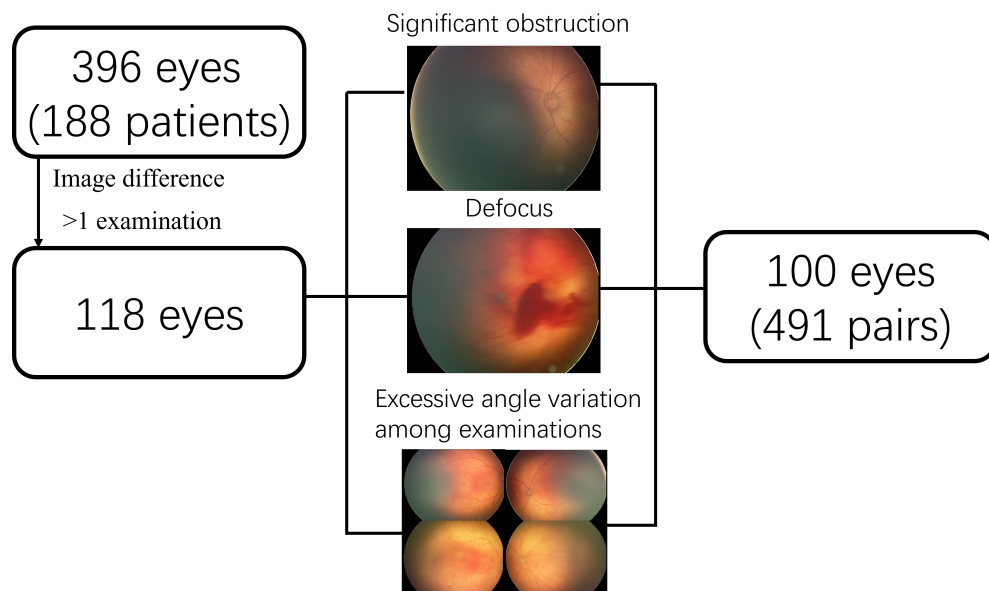 396 eyes
(188 patients)
Image difference
>1 examination
118 eyes
Significant obstruction
Defocus
Excessive angle variation
among examinations
100 eyes
(491 pairs)